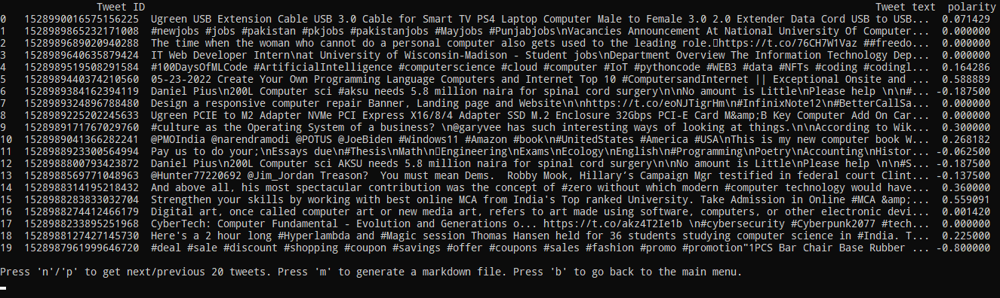 Tweet ID Tweet text polarity
0 1528990016575156225 Ugreen USB Extension Cable USB 3.0 Cable for Smart TV PS4 Laptop Computer Male to Female 3.0 2.0 Extender Data Cord USB to USB... 0.071429
1 1528989865232171008 #newjobs #jobs #pakistan #pkjobs #pakistanjobs #Mayjobs #Punjabjobs\nVacancies Announcement At National University Of Computer... 0.000000
2 1528989689020940288 The time when the woman who cannot do a personal computer also gets used to the leading role.https://t.co/76CH7W1Vaz ##freedo... 0.000000
3 1528989640635879424 IT Web Developer Intern\nat University of Wisconsin-Madison - Student jobs\nDepartment Overview The Information Technology Dep... 0.000000
4 1528989519508291584 #100DaysOfMLCode #ArtificialIntelligence #computerscience #cloud #computer #IoT #pythoncode #WEB3 #data #NFTs #coding #codingl... 0.164286
5 1528989440374210560 05-23-2022 Create Your Own Programming Language Computers and Internet Top 10 #ComputersandInternet || Exceptional Onsite and ... 0.588889
6 1528989384162394119 Daniel Pius\n200L Computer sci #aksu needs 5.8 million naira for spinal cord surgery\n\nNo amount is Little\nPlease help \n\n#... -0.187500
7 1528989324896788480 Design a responsive computer repair Banner, Landing page and Website\n\nhttps://t.co/eoNJTigrHm\n#InfinixNote12\n#BetterCallSa... 0.000000
8 1528989225202245633 Ugreen PCIE to M2 Adapter NVMe PCI Express X16/8/4 Adapter SSD M.2 Enclosure 32Gbps PCI-E Card M&amp;B Key Computer Add On Car... 0.000000
9 1528989171767029760 #culture as the Operating System of a business? \n@garyvee has such interesting ways of looking at things.\n\nAccording to Wik... 0.300000
10 1528989041366282241 @PMOIndia @narendramodi @POTUS @JoeBiden #Windows11 #Amazon #book\n#UnitedStates #America #USA\nThis is my new computer book W... 0.268182
11 1528988923300564994 Pay us to do your;\nEssays due\n#Thesis\nMath\nEngineering\nExams\nEcology\nEnglish\n#Programming\nPoetry\nAccounting\nHistor... -0.062500
12 1528988800793423872 Daniel Pius\n200L Computer sci AKSU needs 5.8 million naira for spinal cord surgery\n\nNo amount is Little\nPlease help \n\n#S... -0.187500
13 1528988569771048963 @Hunter77220692 @Jim_Jordan Treason?  You must mean Dems.  Robby Mook, Hillary’s Campaign Mgr testified in federal court Clint... -0.137500
14 1528988314195218432 And above all, his most spectacular contribution was the concept of #zero without which modern #computer technology would have... 0.360000
15 1528988283833032704 Strengthen your skills by working with best online MCA from India's Top ranked University. Take Admission in Online #MCA &amp;... 0.559091
16 1528988274412466179 Digital art, once called computer art or new media art, refers to art made using software, computers, or other electronic devi... 0.001420
17 1528988233895251968 CyberTech: Computer Fundamental - Evolution and Generations o... https://t.co/akz4T2Ie1b \n#cybersecurity #Cyberpunk2077 #tech... 0.000000
18 1528988127427145730 Here's a 2 hour long #Hyperlambda and #Magic session Thomas Hansen held for 36 students studying computer science in #India. T... 0.225000
19 1528987961999646720 #deal #sale #discount #shopping #coupon #savings #offer #coupons #sales #fashion #promo #promotion"1PCS Bar Chair Base Rubber ... -0.800000
Press 'n'/'p' to get next/previous 20 tweets. Press 'm' to generate a markdown file. Press 'b' to go back to the main menu.